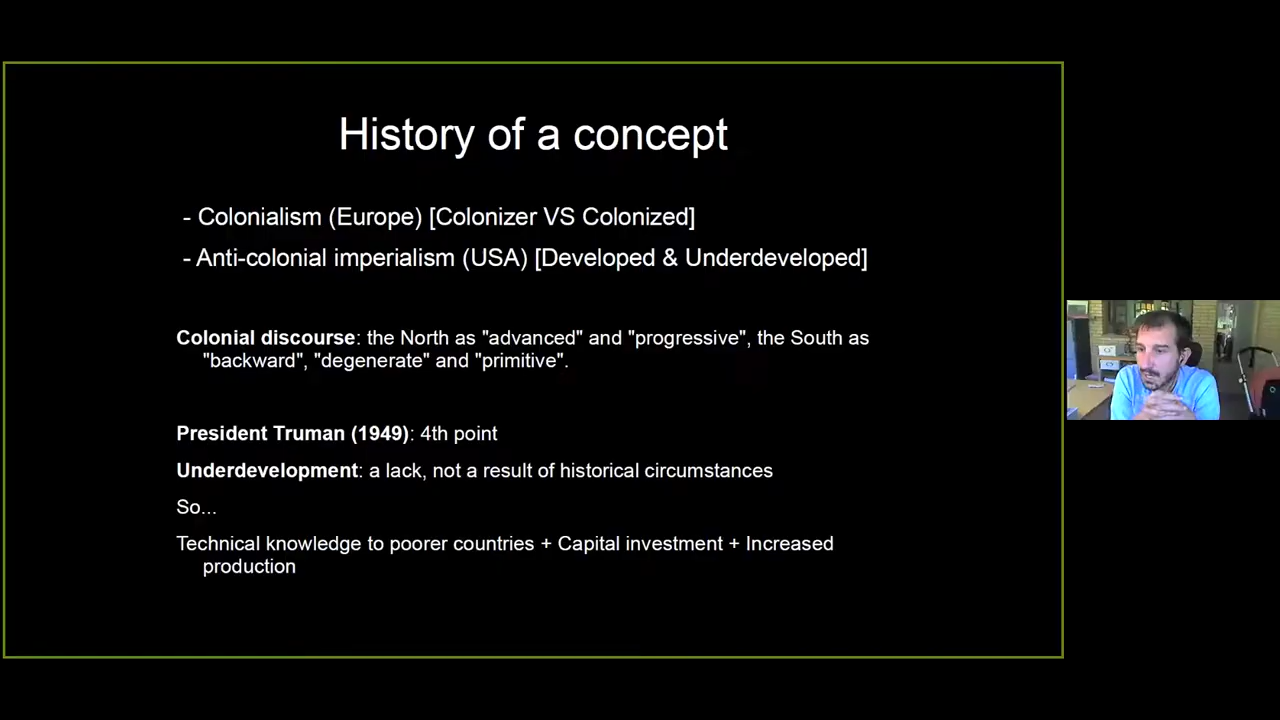 History of a concept
- Colonialism (Europe) [Colonizer VS Colonized]
- Anti-colonial imperialism (USA) [Developed & Underdeveloped]
Colonial discourse: the North as "advanced" and "progressive", the South as
"backward", "degenerate" and "primitive".
President Truman (1949): 4th point
Underdevelopment: a lack, not a result of historical circumstances
So...
Technical knowledge to poorer countries + Capital investment + Increased
production